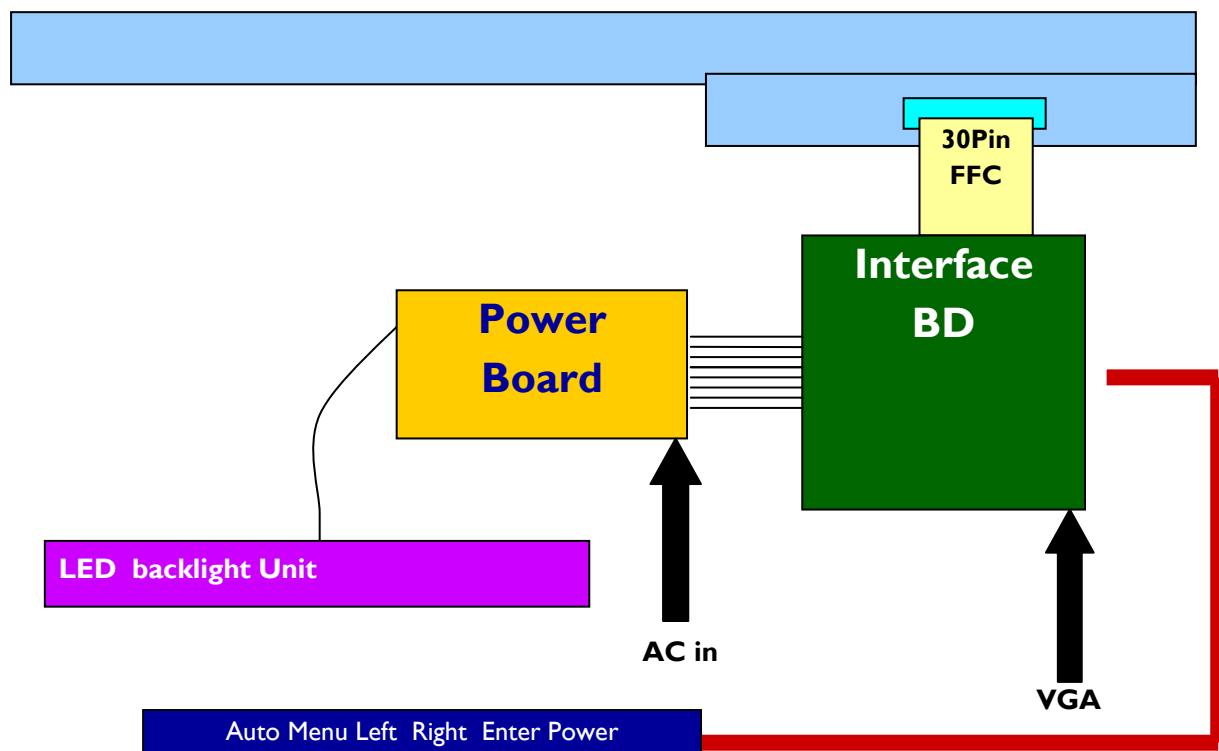 30Pin
FFC
Interface
BD
Power
Board
LED  backlight Unit
AC in
VGA
Auto Menu Left  Right  Enter Power